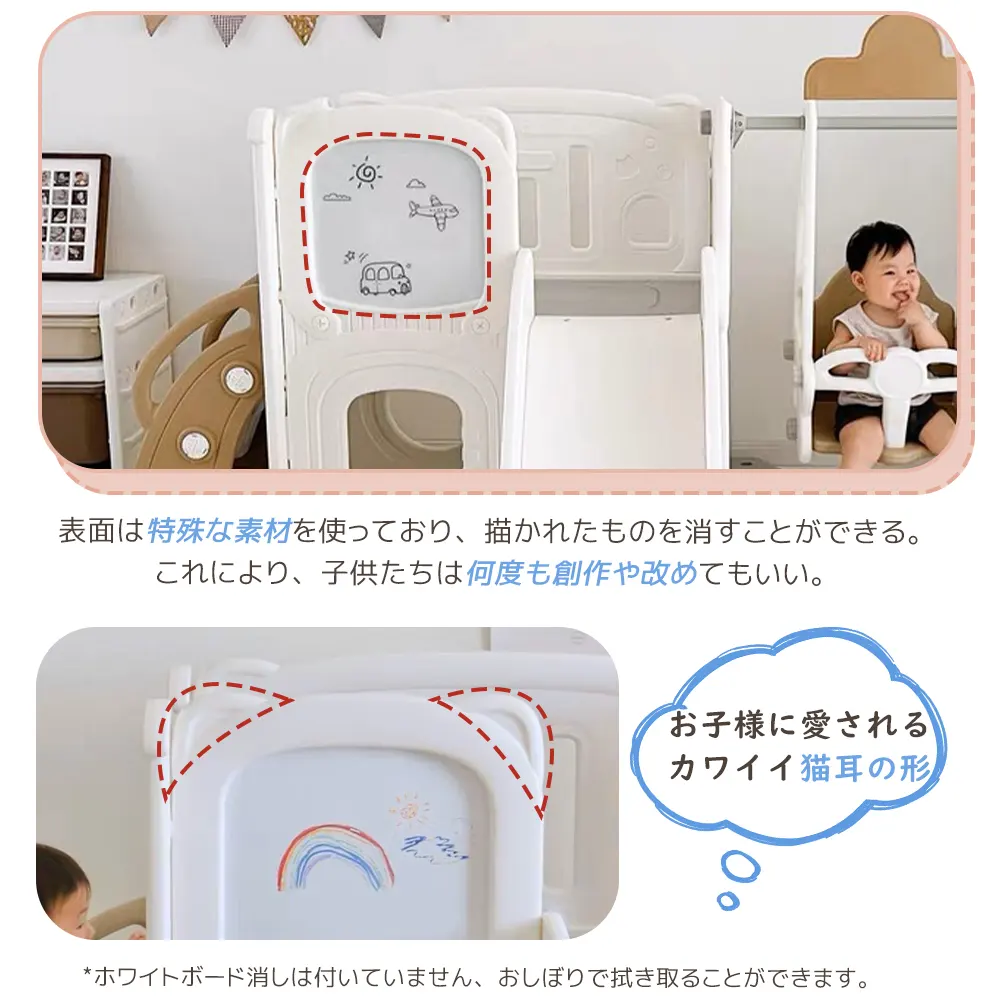 表面は特殊な素材を使っており、描かれたものを消すことができる。
これにより、子供たちは何度も創作や改めてもいい。
お子様に愛される
カワイイ猫耳の形
*ホワイトボード消しは付いていません、おしぼりで拭き取ることができます。